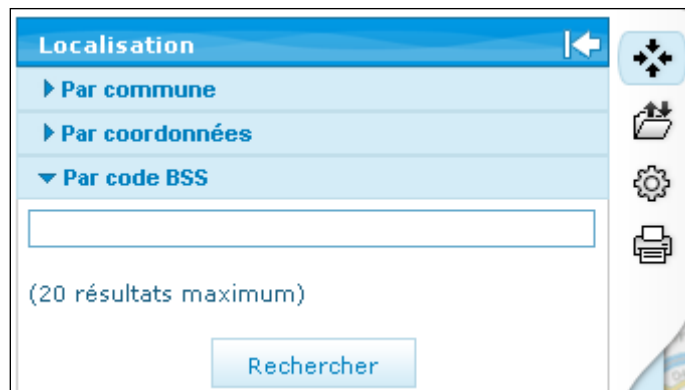 Localisation
Par commune
Par coordonnées
Par code BSS
(20 résultats maximum)
Rechercher